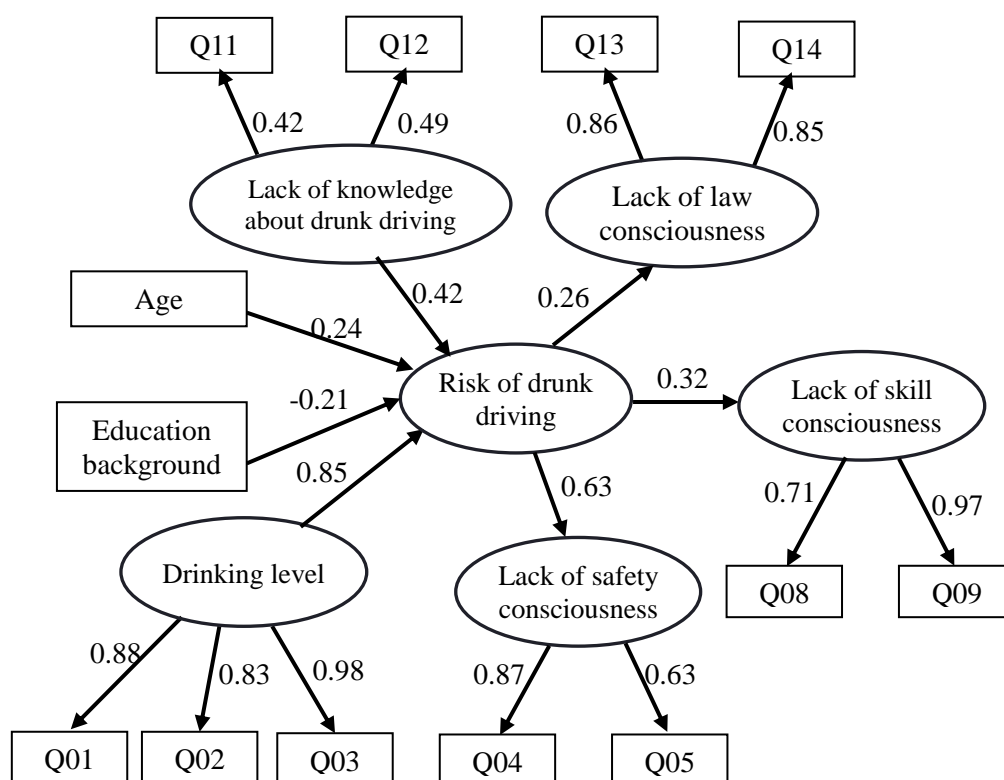 Q11
Q12
Q13
Q14
0.42
0.49
0.86
0.85
Lack of knowledge
about drunk driving
Lack of law
consciousness
Age
0.42
0.26
0.24
Risk of drunk
driving
0.32
Lack of skill
consciousness
-0.21
Education
background
0.85
0.63
0.71
0.97
Drinking level
Lack of safety
consciousness
Q08
Q09
0.88
0.83
0.98
0.87
0.63
Q01
Q02
Q03
Q04
Q05